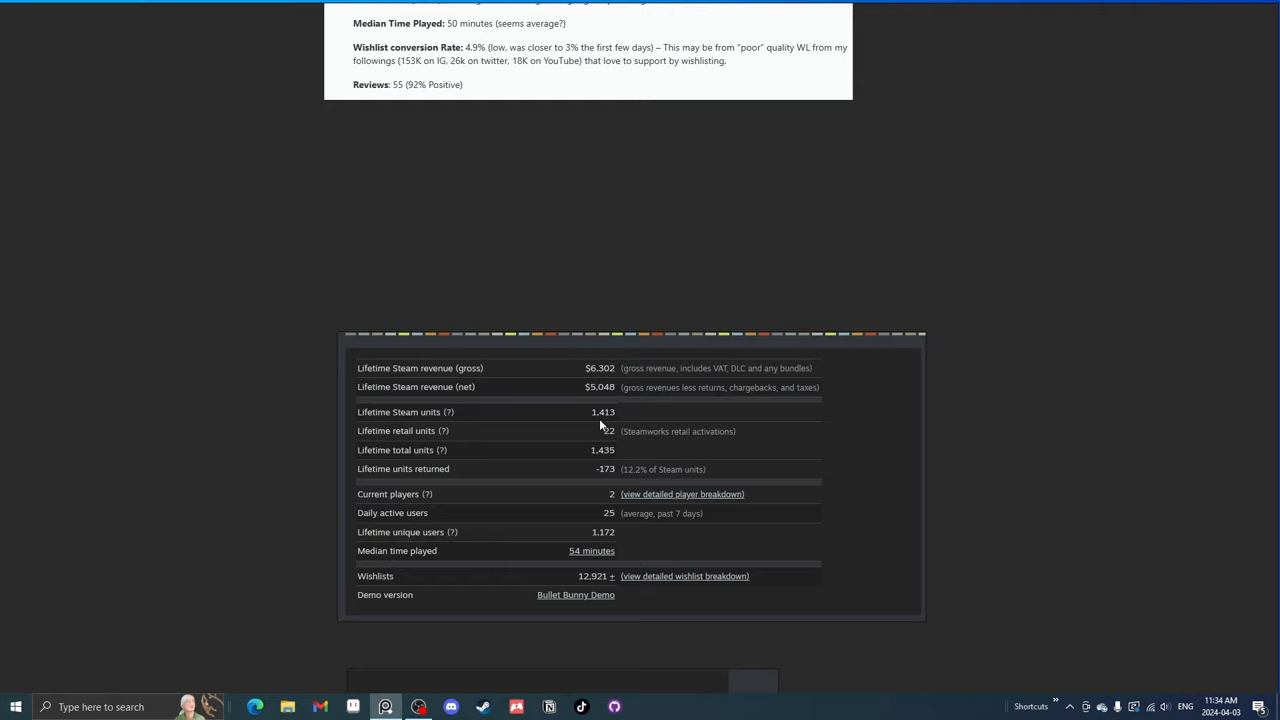 Median Time Played: 50 minutes (seems average?)
Wishlist conversion Rate: 4.9% (low, was closer to 3% the first few days) – This may be from “poor” quality WL from my
followings (153K on IG, 26k on twitter, 18K on YouTube) that love to support by wishlisting.
Reviews: 55 (92% Positive)
Lifetime Steam revenue (gross) $6,302 (gross revenue, includes VAT, DLC and any bundles)
Lifetime Steam revenue (net) $5,048 (gross revenues less returns, chargebacks, and taxes)
Lifetime Steam units (?) 1,413
Lifetime retail units (?) 22 (Steamworks retail activations)
Lifetime total units (?) 1,435
Lifetime units returned -173 (12.2% of Steam units)
Current players (?) 2 (view detailed player breakdown)
Daily active users 25 (average, past 7 days)
Lifetime unique users (?) 1,172
Median time played 54 minutes
Wishlists 12,921 + (view detailed wishlist breakdown)
Demo version Bullet Bunny Demo
Type here to search Shortcuts ENG 11:34 AM
2024-04-03 5